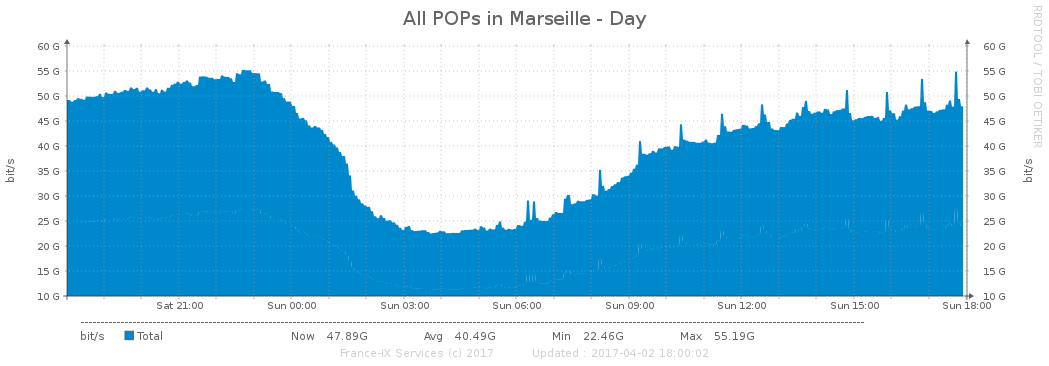 All POPs in Marseille - Day
RRDTOOL / TOBI OETIKER
bit/s
bit/s
60 G 60 G
55 G 55 G
50 G 50 G
45 G 45 G
40 G 40 G
35 G 35 G
30 G 30 G
25 G 25 G
20 G 20 G
15 G 15 G
10 G 10 G
Sat 21:00 Sun 00:00 Sun 03:00 Sun 06:00 Sun 09:00 Sun 12:00 Sun 15:00 Sun 18:00
bit/s Total Now 47.89G Avg 40.49G Min 22.46G Max 55.19G
France-IX Services (c) 2017 Updated : 2017-04-02 18:00:02